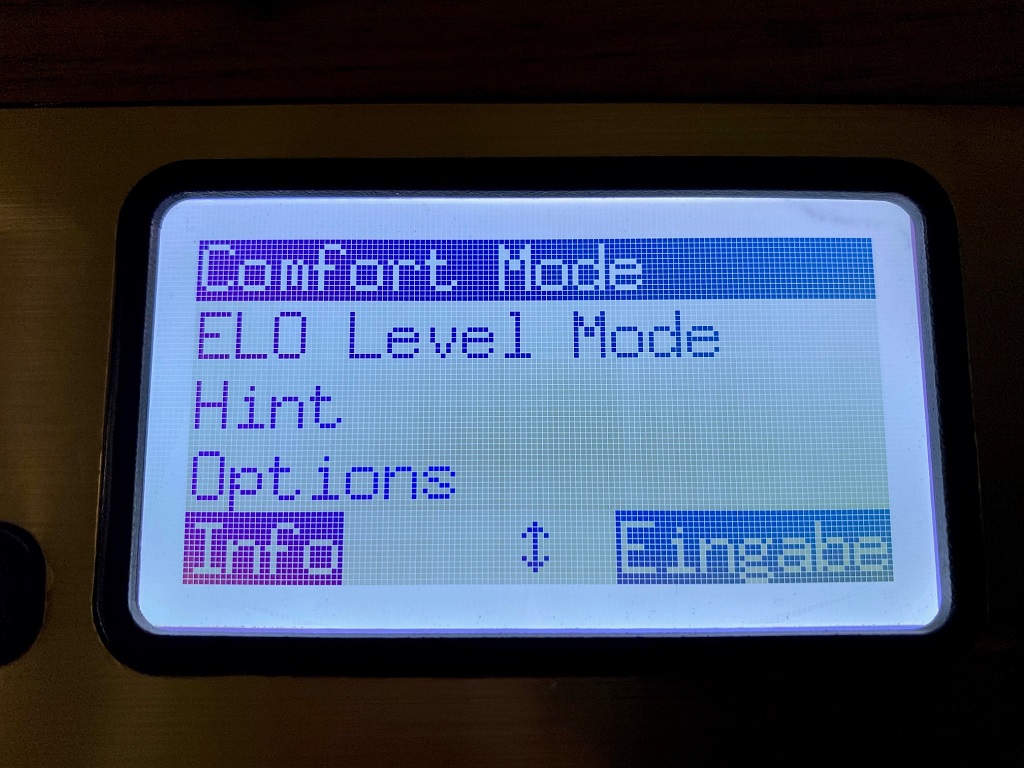 Comfort Mode
ELO Level Mode
Hint
Options
Info ↕ Eingabe